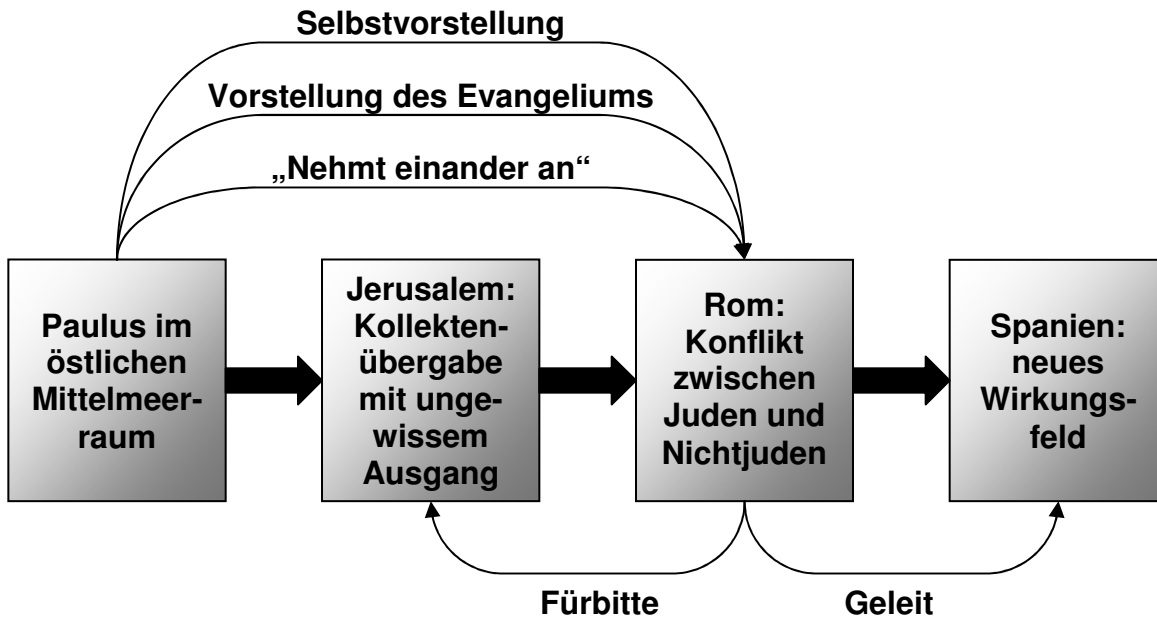 Selbstvorstellung
Vorstellung des Evangeliums
„Nehmt einander an“
Paulus im
östlichen
Mittelmeer-
raum
Jerusalem:
Kollekten-
übergabe
mit unge-
wissem
Ausgang
Rom:
Konflikt
zwischen
Juden und
Nichtjuden
Spanien:
neues
Wirkungs-
feld
Fürbitte
Geleit